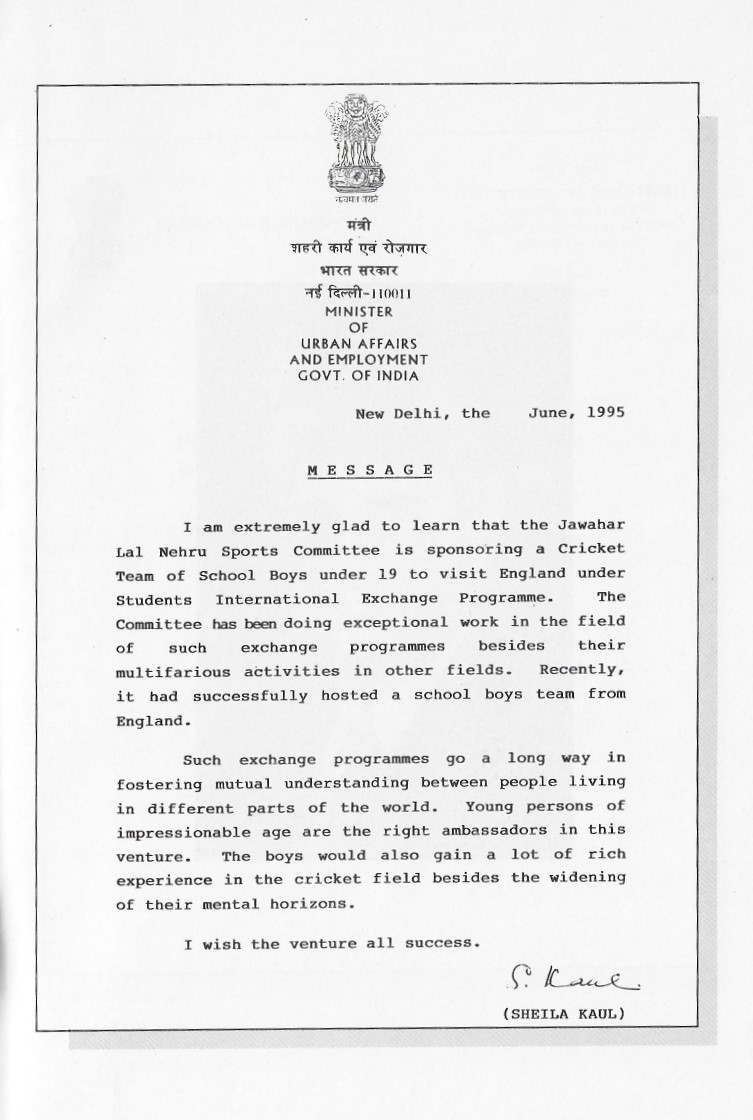 सत्यमेव जयते
मंत्री
शहरी कार्य एवं रोज़गार
भारत सरकार
नई दिल्ली-110011
MINISTER
OF
URBAN AFFAIRS
AND EMPLOYMENT
GOVT. OF INDIA
New Delhi, the June, 1995
MESSAGE
I am extremely glad to learn that the Jawahar
Lal Nehru Sports Committee is sponsoring a Cricket
Team of School Boys under 19 to visit England under
Students International Exchange Programme. The
Committee has been doing exceptional work in the field
of such exchange programmes besides their
multifarious activities in other fields. Recently,
it had successfully hosted a school boys team from
England.
Such exchange programmes go a long way in
fostering mutual understanding between people living
in different parts of the world. Young persons of
impressionable age are the right ambassadors in this
venture. The boys would also gain a lot of rich
experience in the cricket field besides the widening
of their mental horizons.
I wish the venture all success.
S. Kaul.
(SHEILA KAUL)